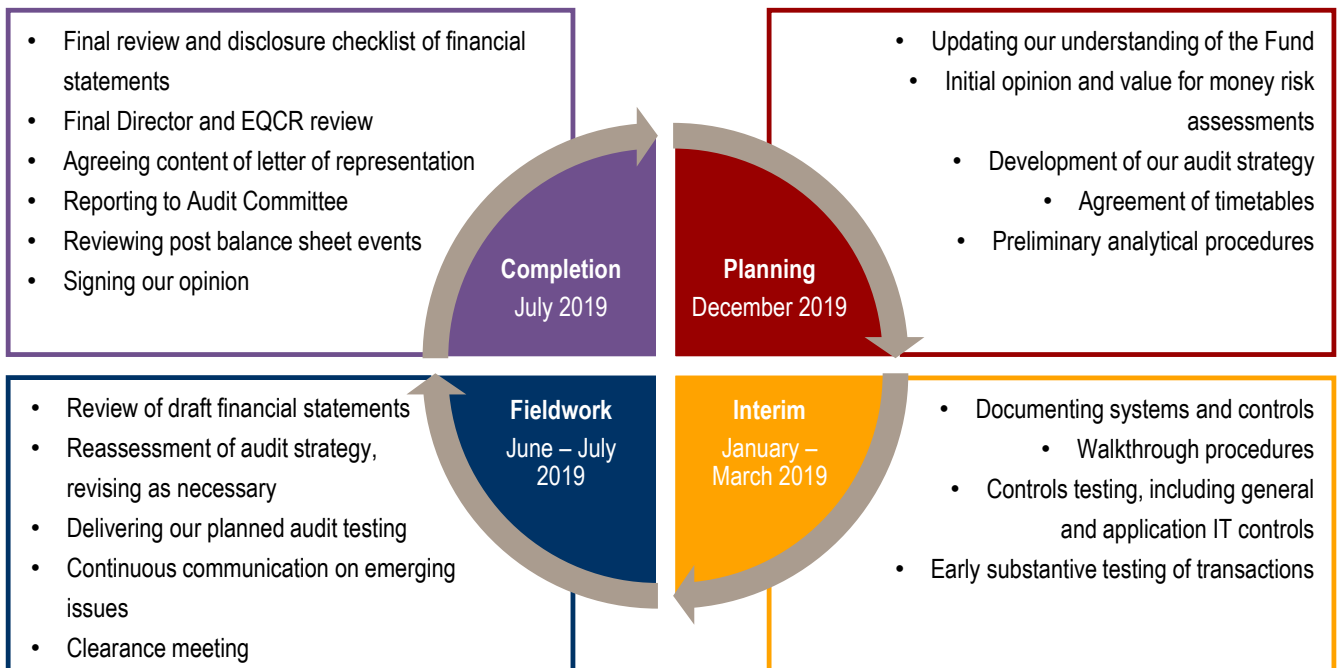 • Final review and disclosure checklist of financial
statements
• Final Director and EQCR review
• Agreeing content of letter of representation
• Reporting to Audit Committee
• Reviewing post balance sheet events
• Signing our opinion
Completion
July 2019
• Updating our understanding of the Fund
• Initial opinion and value for money risk
assessments
• Development of our audit strategy
• Agreement of timetables
• Preliminary analytical procedures
Planning
December 2019
• Review of draft financial statements
• Reassessment of audit strategy,
revising as necessary
• Delivering our planned audit testing
• Continuous communication on emerging
issues
• Clearance meeting
Fieldwork
June – July
2019
Interim
January –
March 2019
• Documenting systems and controls
• Walkthrough procedures
• Controls testing, including general
and application IT controls
• Early substantive testing of transactions